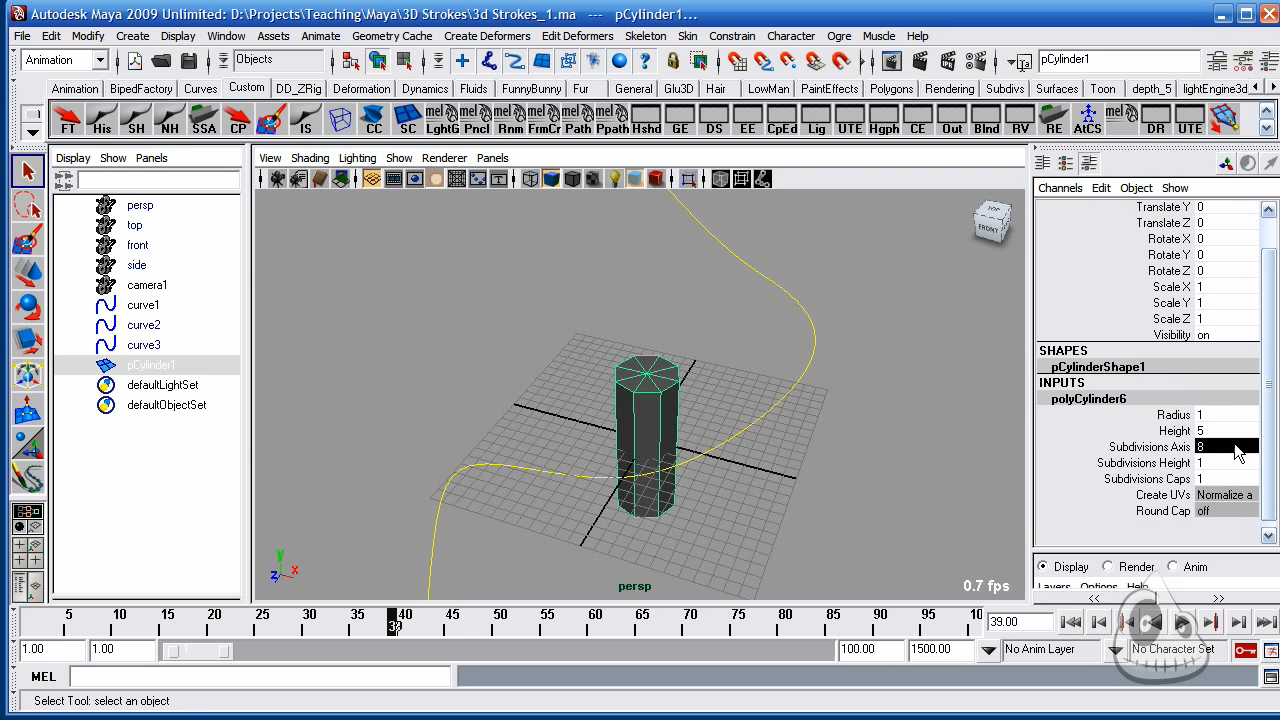 Autodesk Maya 2009 Unlimited: D:\Projects\Teaching\Maya\3D Strokes\3d Strokes_1.ma --- pCylinder1...
File Edit Modify Create Display Window Assets Animate Geometry Cache Create Deformers Edit Deformers Skeleton Skin Constrain Character Ogre Muscle Help
Animation Objects pCylinder1
Animation BipedFactory Curves Custom DD_ZRig Deformation Dynamics Fluids FunnyBunny Fur General Glu3D Hair LowMan PaintEffects Polygons Rendering Subdivs Surfaces Toon depth_5 lightEngine3d
mel mel mel mel mel mel
FT His SH NH SSA CP IS CC SC LghtG Pncl Rnm FrmCr Path Ppath Hshd GE DS EE CpEd Lig UTE Hgph CE Out Blnd RV RE AtCS DR UTE
Display Show Panels
View Shading Lighting Show Renderer Panels
persp
top
front
side
camera1
curve1
curve2
curve3
pCylinder1
defaultLightSet
defaultObjectSet
FRONT
y
x
z
persp
0.7 fps
Channels Edit Object Show
Translate Y 0
Translate Z 0
Rotate X 0
Rotate Y 0
Rotate Z 0
Scale X 1
Scale Y 1
Scale Z 1
Visibility on
SHAPES
pCylinderShape1
INPUTS
polyCylinder6
Radius 1
Height 5
Subdivisions Axis 8
Subdivisions Height 1
Subdivisions Caps 1
Create UVs Normalize a
Round Cap off
Display Render Anim
Layers Options Help
5 10 15 20 25 30 35 40 45 50 55 60 65 70 75 80 85 90 95 10
39.00
1.00 1.00 100.00 1500.00 No Anim Layer No Character Set
MEL
Select Tool: select an object